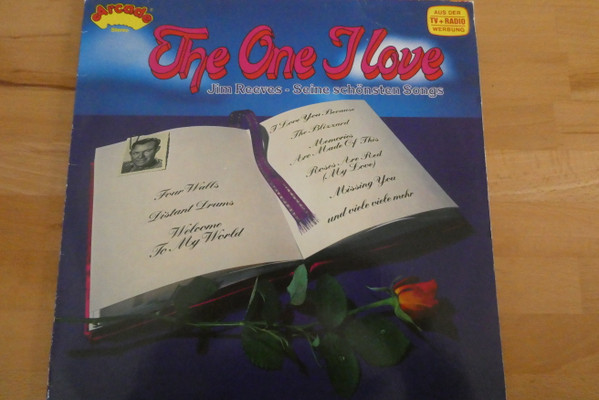 Arcade
Stereo
AUS DER
TV + RADIO
WERBUNG
The One I love
Jim Reeves · Seine schönsten Songs
Four Walls
Distant Drums
Welcome
To My World
I Love You Because
The Blizzard
Memories
Are Made Of This
Roses Are Red
(My Love)
Missing You
und viele viele mehr